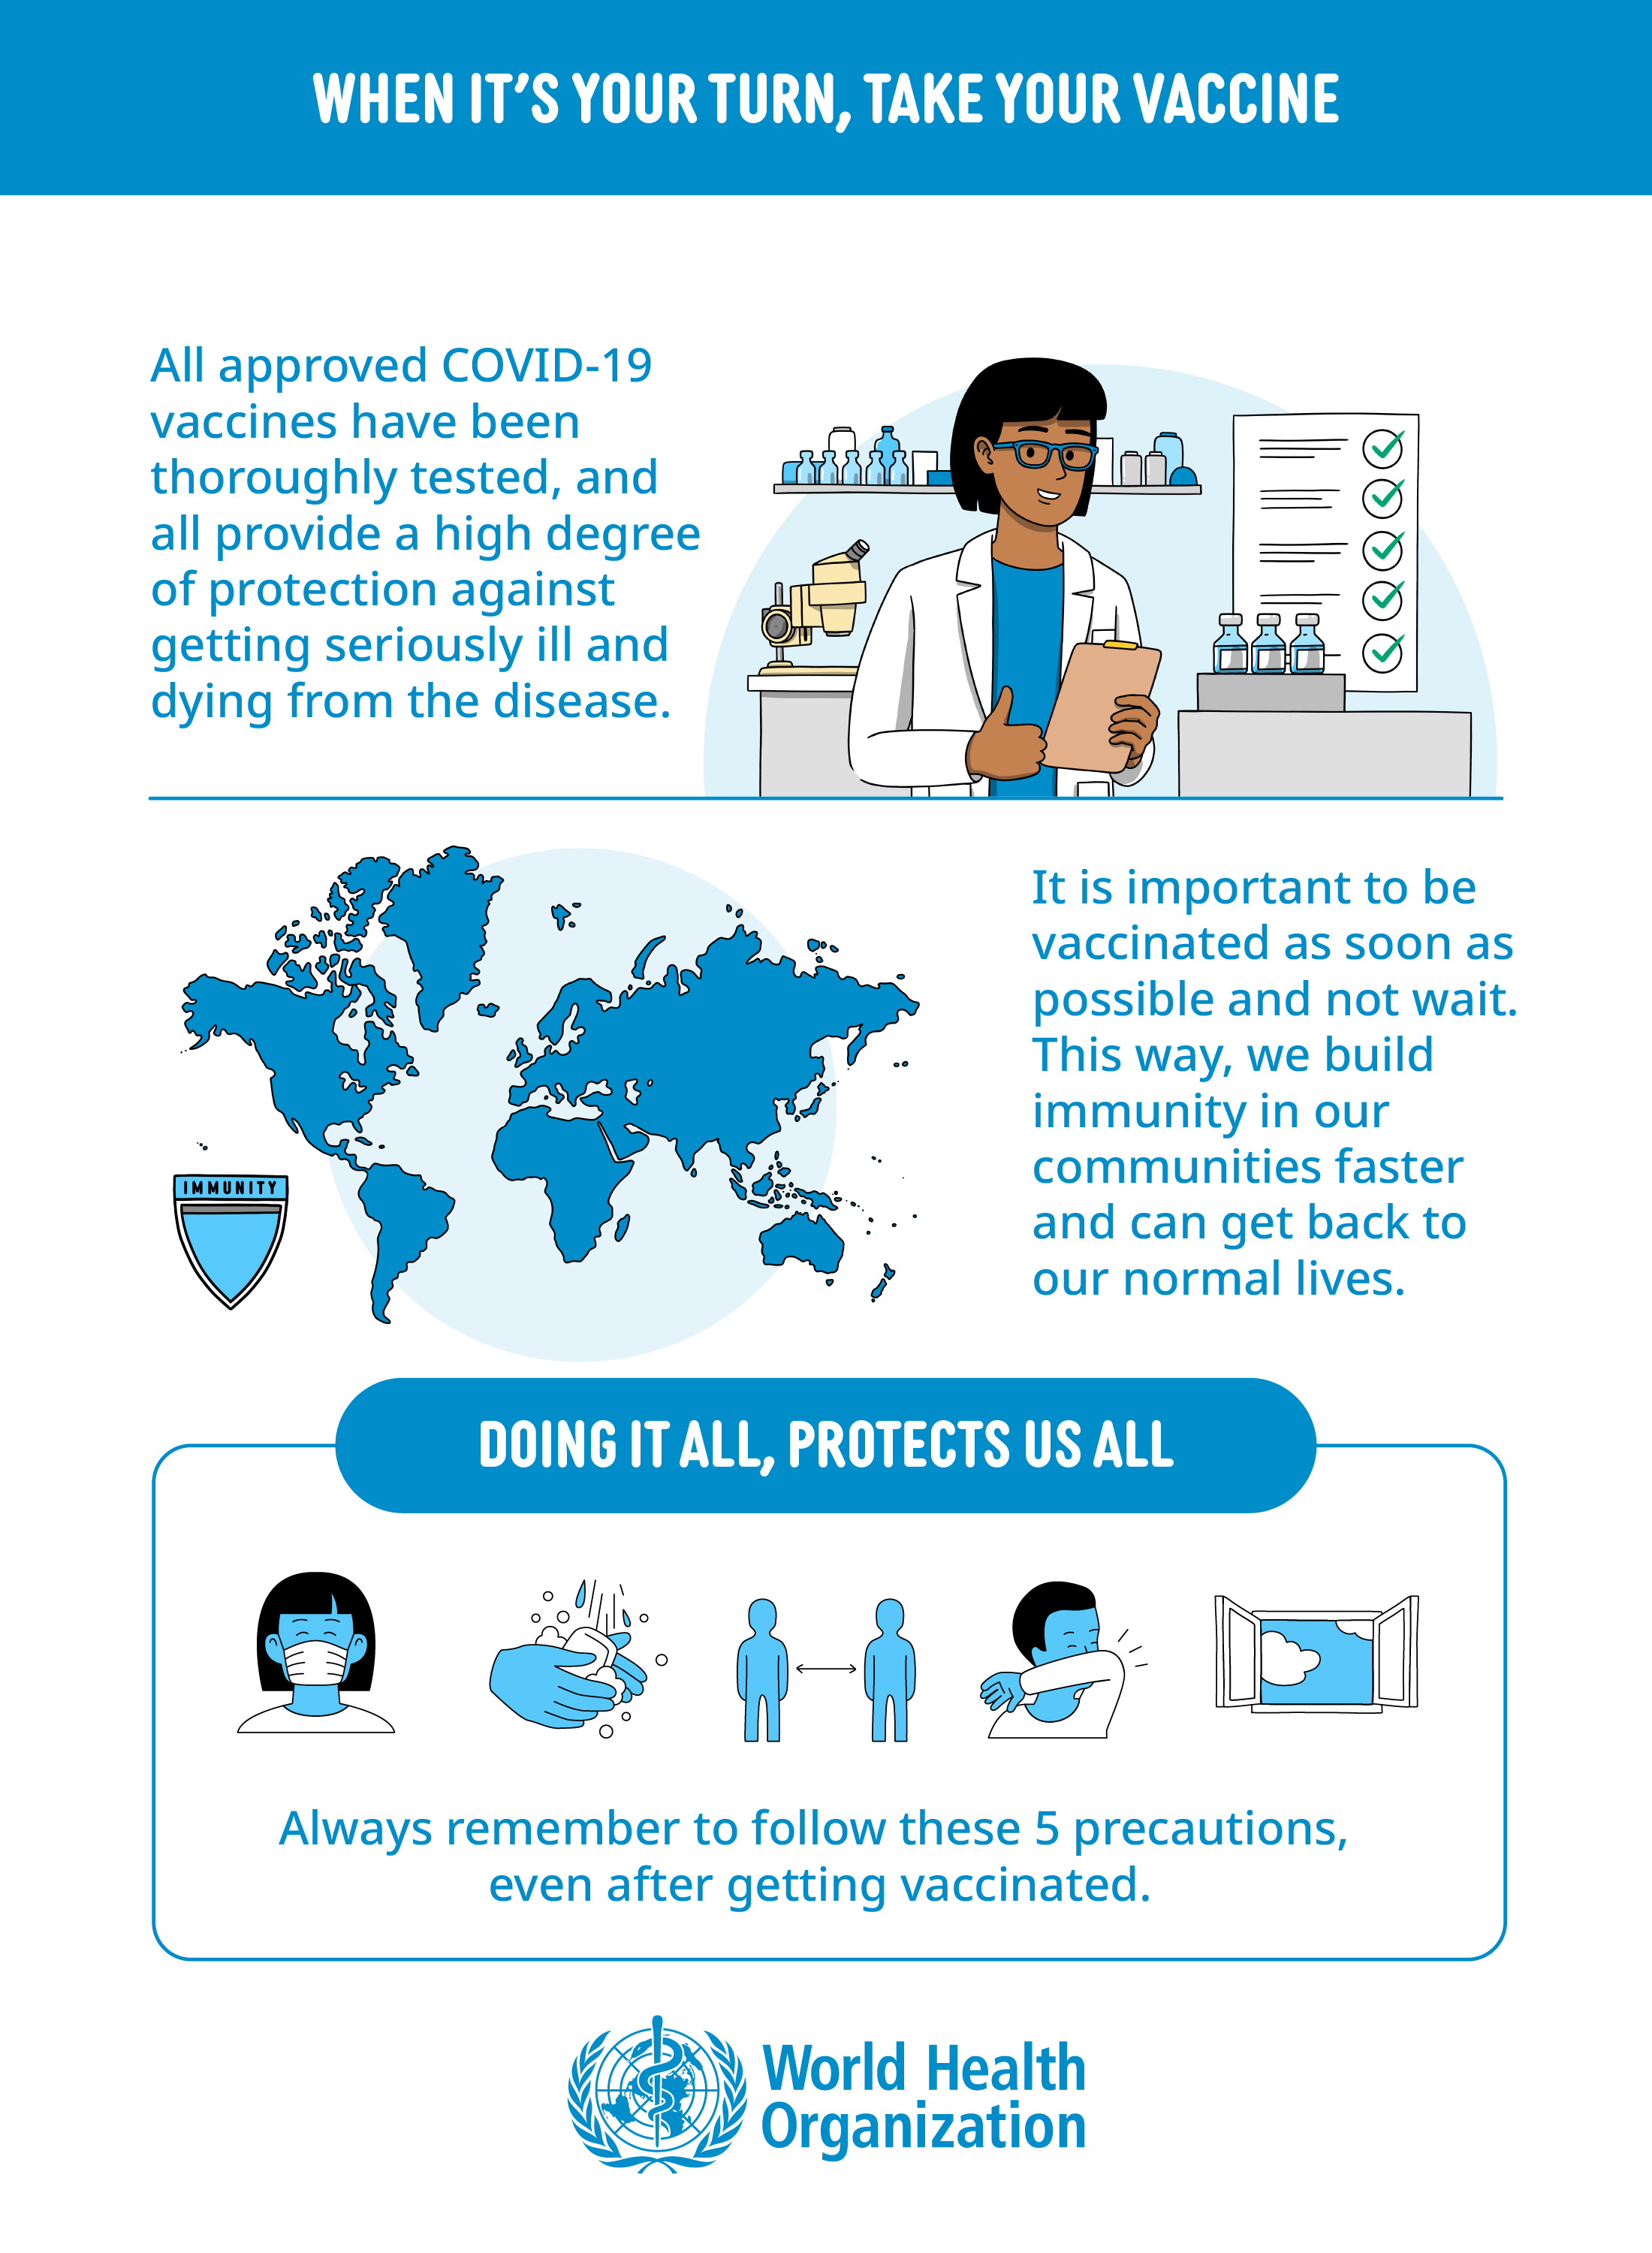 WHEN IT'S YOUR TURN, TAKE YOUR VACCINE
All approved COVID-19
vaccines have been
thoroughly tested, and
all provide a high degree
of protection against
getting seriously ill and
dying from the disease.
IMMUNITY
It is important to be
vaccinated as soon as
possible and not wait.
This way, we build
immunity in our
communities faster
and can get back to
our normal lives.
DOING IT ALL, PROTECTS US ALL
Always remember to follow these 5 precautions,
even after getting vaccinated.
World Health
Organization